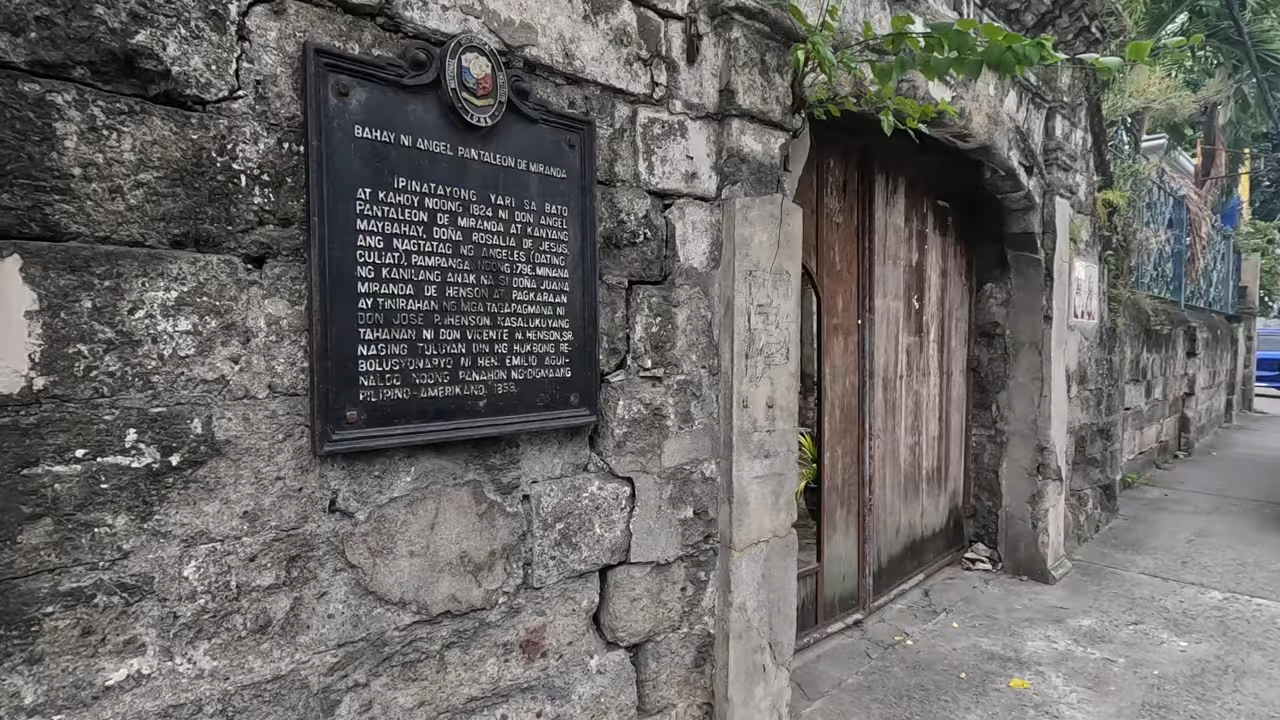 BAHAY NI ANGEL PANTALEON DE MIRANDA
IPINATAYONG YARI SA BATO
AT KAHOY NOONG 1824 NI DON ANGEL
PANTALEON DE MIRANDA AT KANYANG
MAYBAHAY, DOÑA ROSALIA DE JESUS
ANG NAGTATAG NG ANGELES (DATING
CULIAT), PAMPANGA, NOONG 1796. MINANA
NG KANILANG ANAK NA SI DOÑA JUANA
MIRANDA DE HENSON AT PAGKARAAN
AY TINIRAHAN NG MGA TAGAPAGMANA NI
DON JOSE P. HENSON. KASALUKUYANG
TAHANAN NI DON VICENTE N. HENSON, SR.
NAGING TULUYAN DIN NG HUKBONG RE-
BOLUSYONARYO NI HEN. EMILIO AGUI-
NALDO NOONG PANAHON NG DIGMAANG
PILIPINO-AMERIKANO,